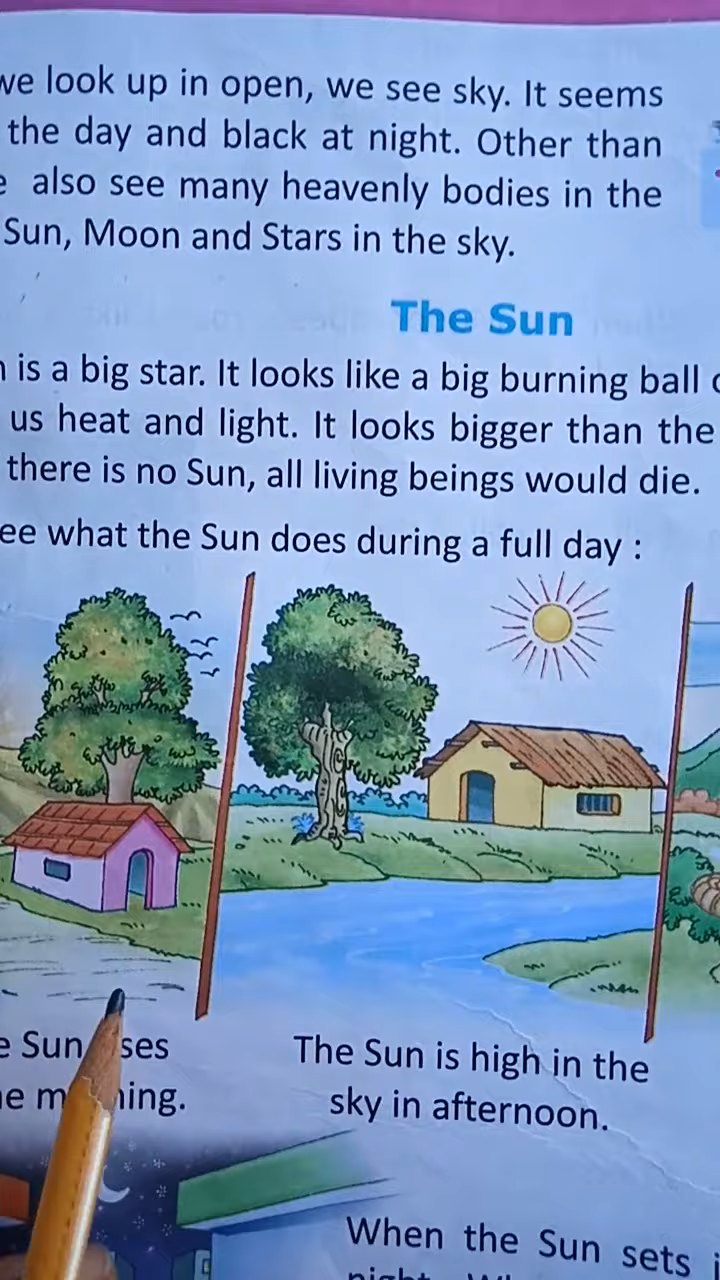 we look up in open, we see sky. It seems
the day and black at night. Other than
also see many heavenly bodies in the
Sun, Moon and Stars in the sky.
The Sun
is a big star. It looks like a big burning ball
us heat and light. It looks bigger than the
there is no Sun, all living beings would die.
ee what the Sun does during a full day :
Sun ses
ing.
The Sun is high in the
sky in afternoon.
When the Sun sets